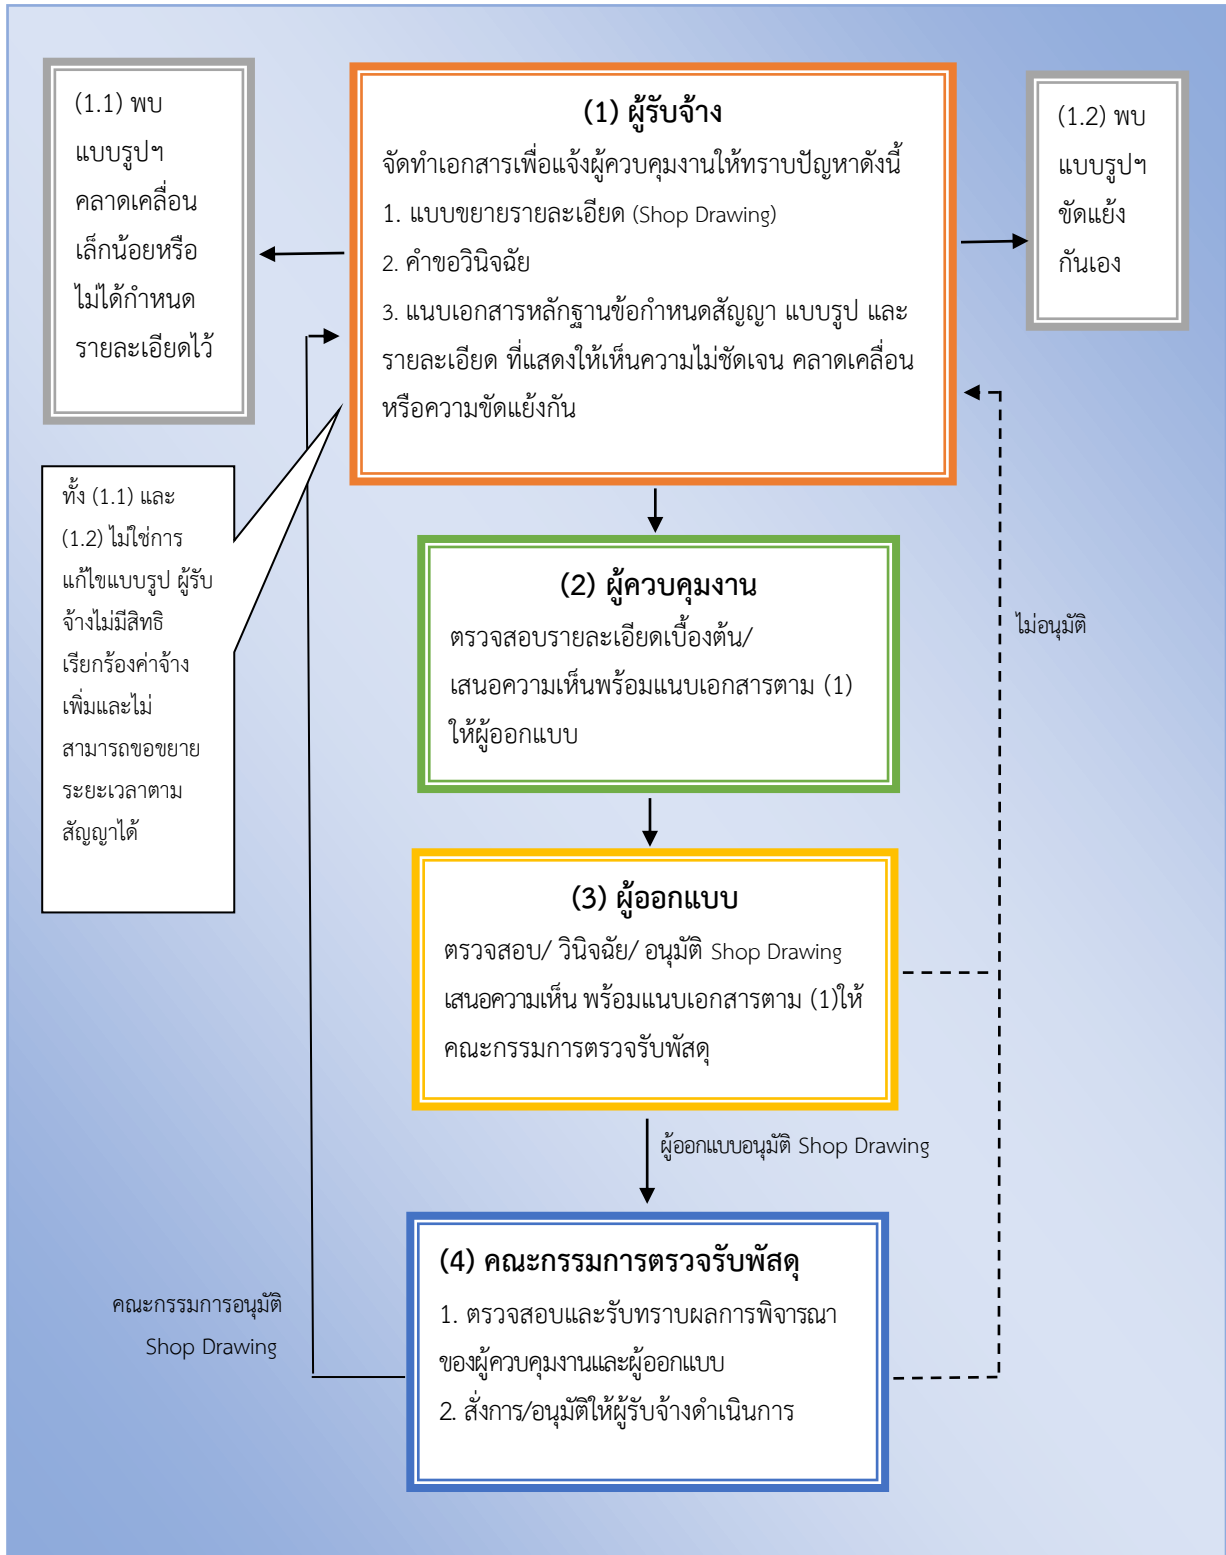 (1.1) พบ
แบบรูปฯ
คลาดเคลื่อน
เล็กน้อยหรือ
ไม่ได้กำหนด
รายละเอียดไว้
(1) ผู้รับจ้าง
จัดทำเอกสารเพื่อแจ้งผู้ควบคุมงานให้ทราบปัญหาดังนี้
1. แบบขยายรายละเอียด (Shop Drawing)
2. คำขอวินิจฉัย
3. แนบเอกสารหลักฐานข้อกำหนดสัญญา แบบรูป และ
รายละเอียด ที่แสดงให้เห็นความไม่ชัดเจน คลาดเคลื่อน
หรือความขัดแย้งกัน
(1.2) พบ
แบบรูปฯ
ขัดแย้ง
กันเอง
ทั้ง (1.1) และ
(1.2) ไม่ใช่การ
แก้ไขแบบรูป ผู้รับ
จ้างไม่มีสิทธิ
เรียกร้องค่าจ้าง
เพิ่มและไม่
สามารถขอขยาย
ระยะเวลาตาม
สัญญาได้
(2) ผู้ควบคุมงาน
ตรวจสอบรายละเอียดเบื้องต้น/
เสนอความเห็นพร้อมแนบเอกสารตาม (1)
ให้ผู้ออกแบบ
ไม่อนุมัติ
(3) ผู้ออกแบบ
ตรวจสอบ/ วินิจฉัย/ อนุมัติ Shop Drawing
เสนอความเห็น พร้อมแนบเอกสารตาม (1)ให้
คณะกรรมการตรวจรับพัสดุ
ผู้ออกแบบอนุมัติ Shop Drawing
(4) คณะกรรมการตรวจรับพัสดุ
1. ตรวจสอบและรับทราบผลการพิจารณา
ของผู้ควบคุมงานและผู้ออกแบบ
2. สั่งการ/อนุมัติให้ผู้รับจ้างดำเนินการ
คณะกรรมการอนุมัติ
Shop Drawing